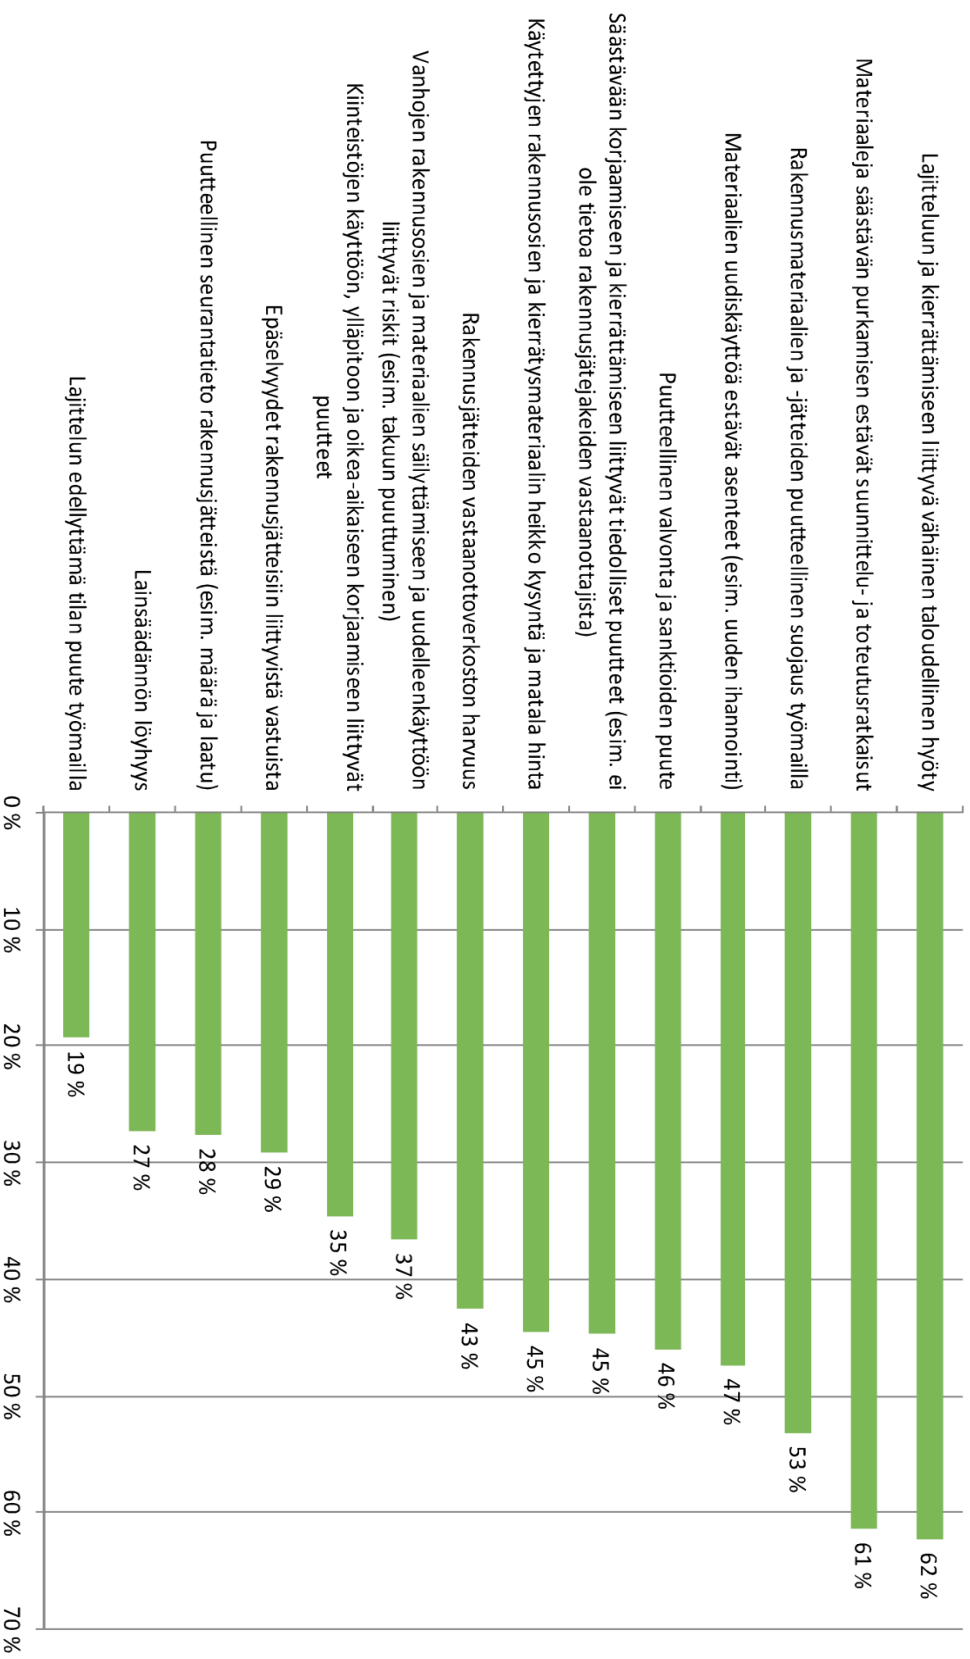 Lajitteluun ja kierrättämiseen liittyvä vähäinen taloudellinen hyöty
62 %
Materiaaleja säästävän purkamisen estävät suunnittelu- ja toteutusratkaisut
61 %
Rakennusmateriaalien ja -jätteiden puutteellinen suojaus työmailla
53 %
Materiaalien uudiskäyttöä estävät asenteet (esim. uuden ihannointi)
47 %
Puutteellinen valvonta ja sanktioiden puute
46 %
Säästävään korjaamiseen ja kierrättämiseen liittyvät tiedolliset puutteet (esim. ei
ole tietoa rakennusjätejakeiden vastaanottajista)
45 %
Käytettyjen rakennusosien ja kierrätysmateriaalin heikko kysyntä ja matala hinta
45 %
Rakennusjätteiden vastaanottoverkoston harvuus
43 %
Vanhojen rakennusosien ja materiaalien säilyttämiseen ja uudelleenkäyttöön
liittyvät riskit (esim. takuun puuttuminen)
37 %
Kiinteistöjen käyttöön, ylläpitoon ja oikea-aikaiseen korjaamiseen liittyvät
puutteet
35 %
Epäselvyydet rakennusjätteisiin liittyvistä vastuista
29 %
Puutteellinen seurantatieto rakennusjätteistä (esim. määrä ja laatu)
28 %
Lainsäädännön löyhyys
27 %
Lajittelun edellyttämä tilan puute työmailla
19 %
0 %
10 %
20 %
30 %
40 %
50 %
60 %
70 %